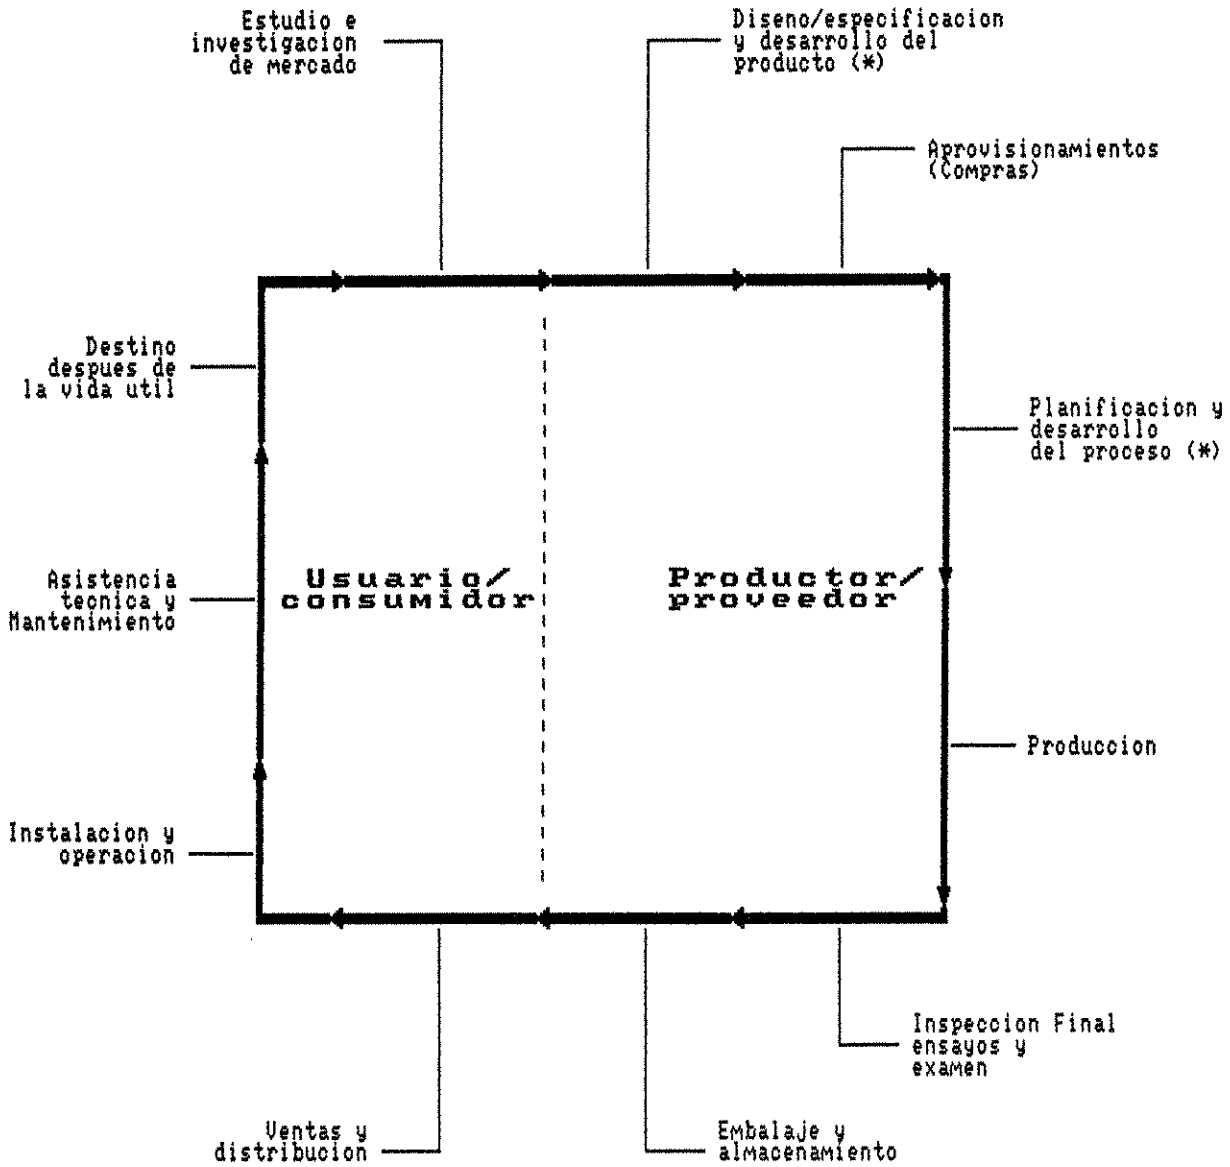 Estudio e
investigacion
de mercado
Diseno/especificacion
y desarrollo del
producto (*)
Aprovisionamientos
(Compras)
Destino
despues de
la vida util
Planificacion y
desarrollo
del proceso (*)
Asistencia
tecnica y
Mantenimiento
Usuario/
consumidor
Productor/
proveedor
Produccion
Instalacion y
operacion
Inspeccion Final
ensayos y
examen
Ventas y
distribucion
Embalaje y
almacenamiento